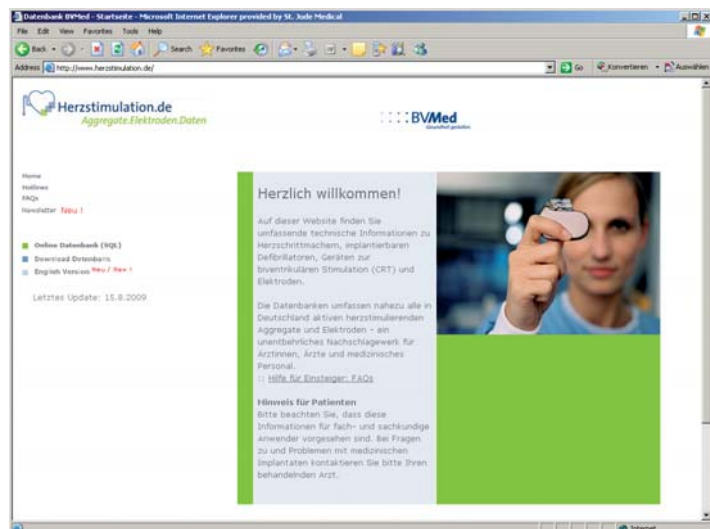 Datenbank BVMed - Startseite - Microsoft Internet Explorer provided by St. Jude Medical
File Edit View Favorites Tools Help
Back Search Favorites
Address http://www.herzstimulation.de/ Go Konvertieren Auswählen
Herzstimulation.de
Aggregate.Elektroden.Daten
BVMed
Gesundheit gestalten
Home
Hotlines
FAQs
Newsletter Neu !
Online Datenbank (SQL)
Download Datenbank
English Version Neu / New !
Letztes Update: 15.8.2009
Herzlich willkommen!
Auf dieser Website finden Sie
umfassende technische Informationen zu
Herzschrittmachern, implantierbaren
Defibrillatoren, Geräten zur
biventrikulären Stimulation (CRT) und
Elektroden.
Die Datenbanken umfassen nahezu alle in
Deutschland aktiven herzstimulierenden
Aggregate und Elektroden - ein
unentbehrliches Nachschlagewerk für
Ärztinnen, Ärzte und medizinisches
Personal.
:: Hilfe für Einsteiger: FAQs
Hinweis für Patienten
Bitte beachten Sie, dass diese
Informationen für fach- und sachkundige
Anwender vorgesehen sind. Bei Fragen
zu und Problemen mit medizinischen
Implantaten kontaktieren Sie bitte Ihren
behandelnden Arzt.
Internet